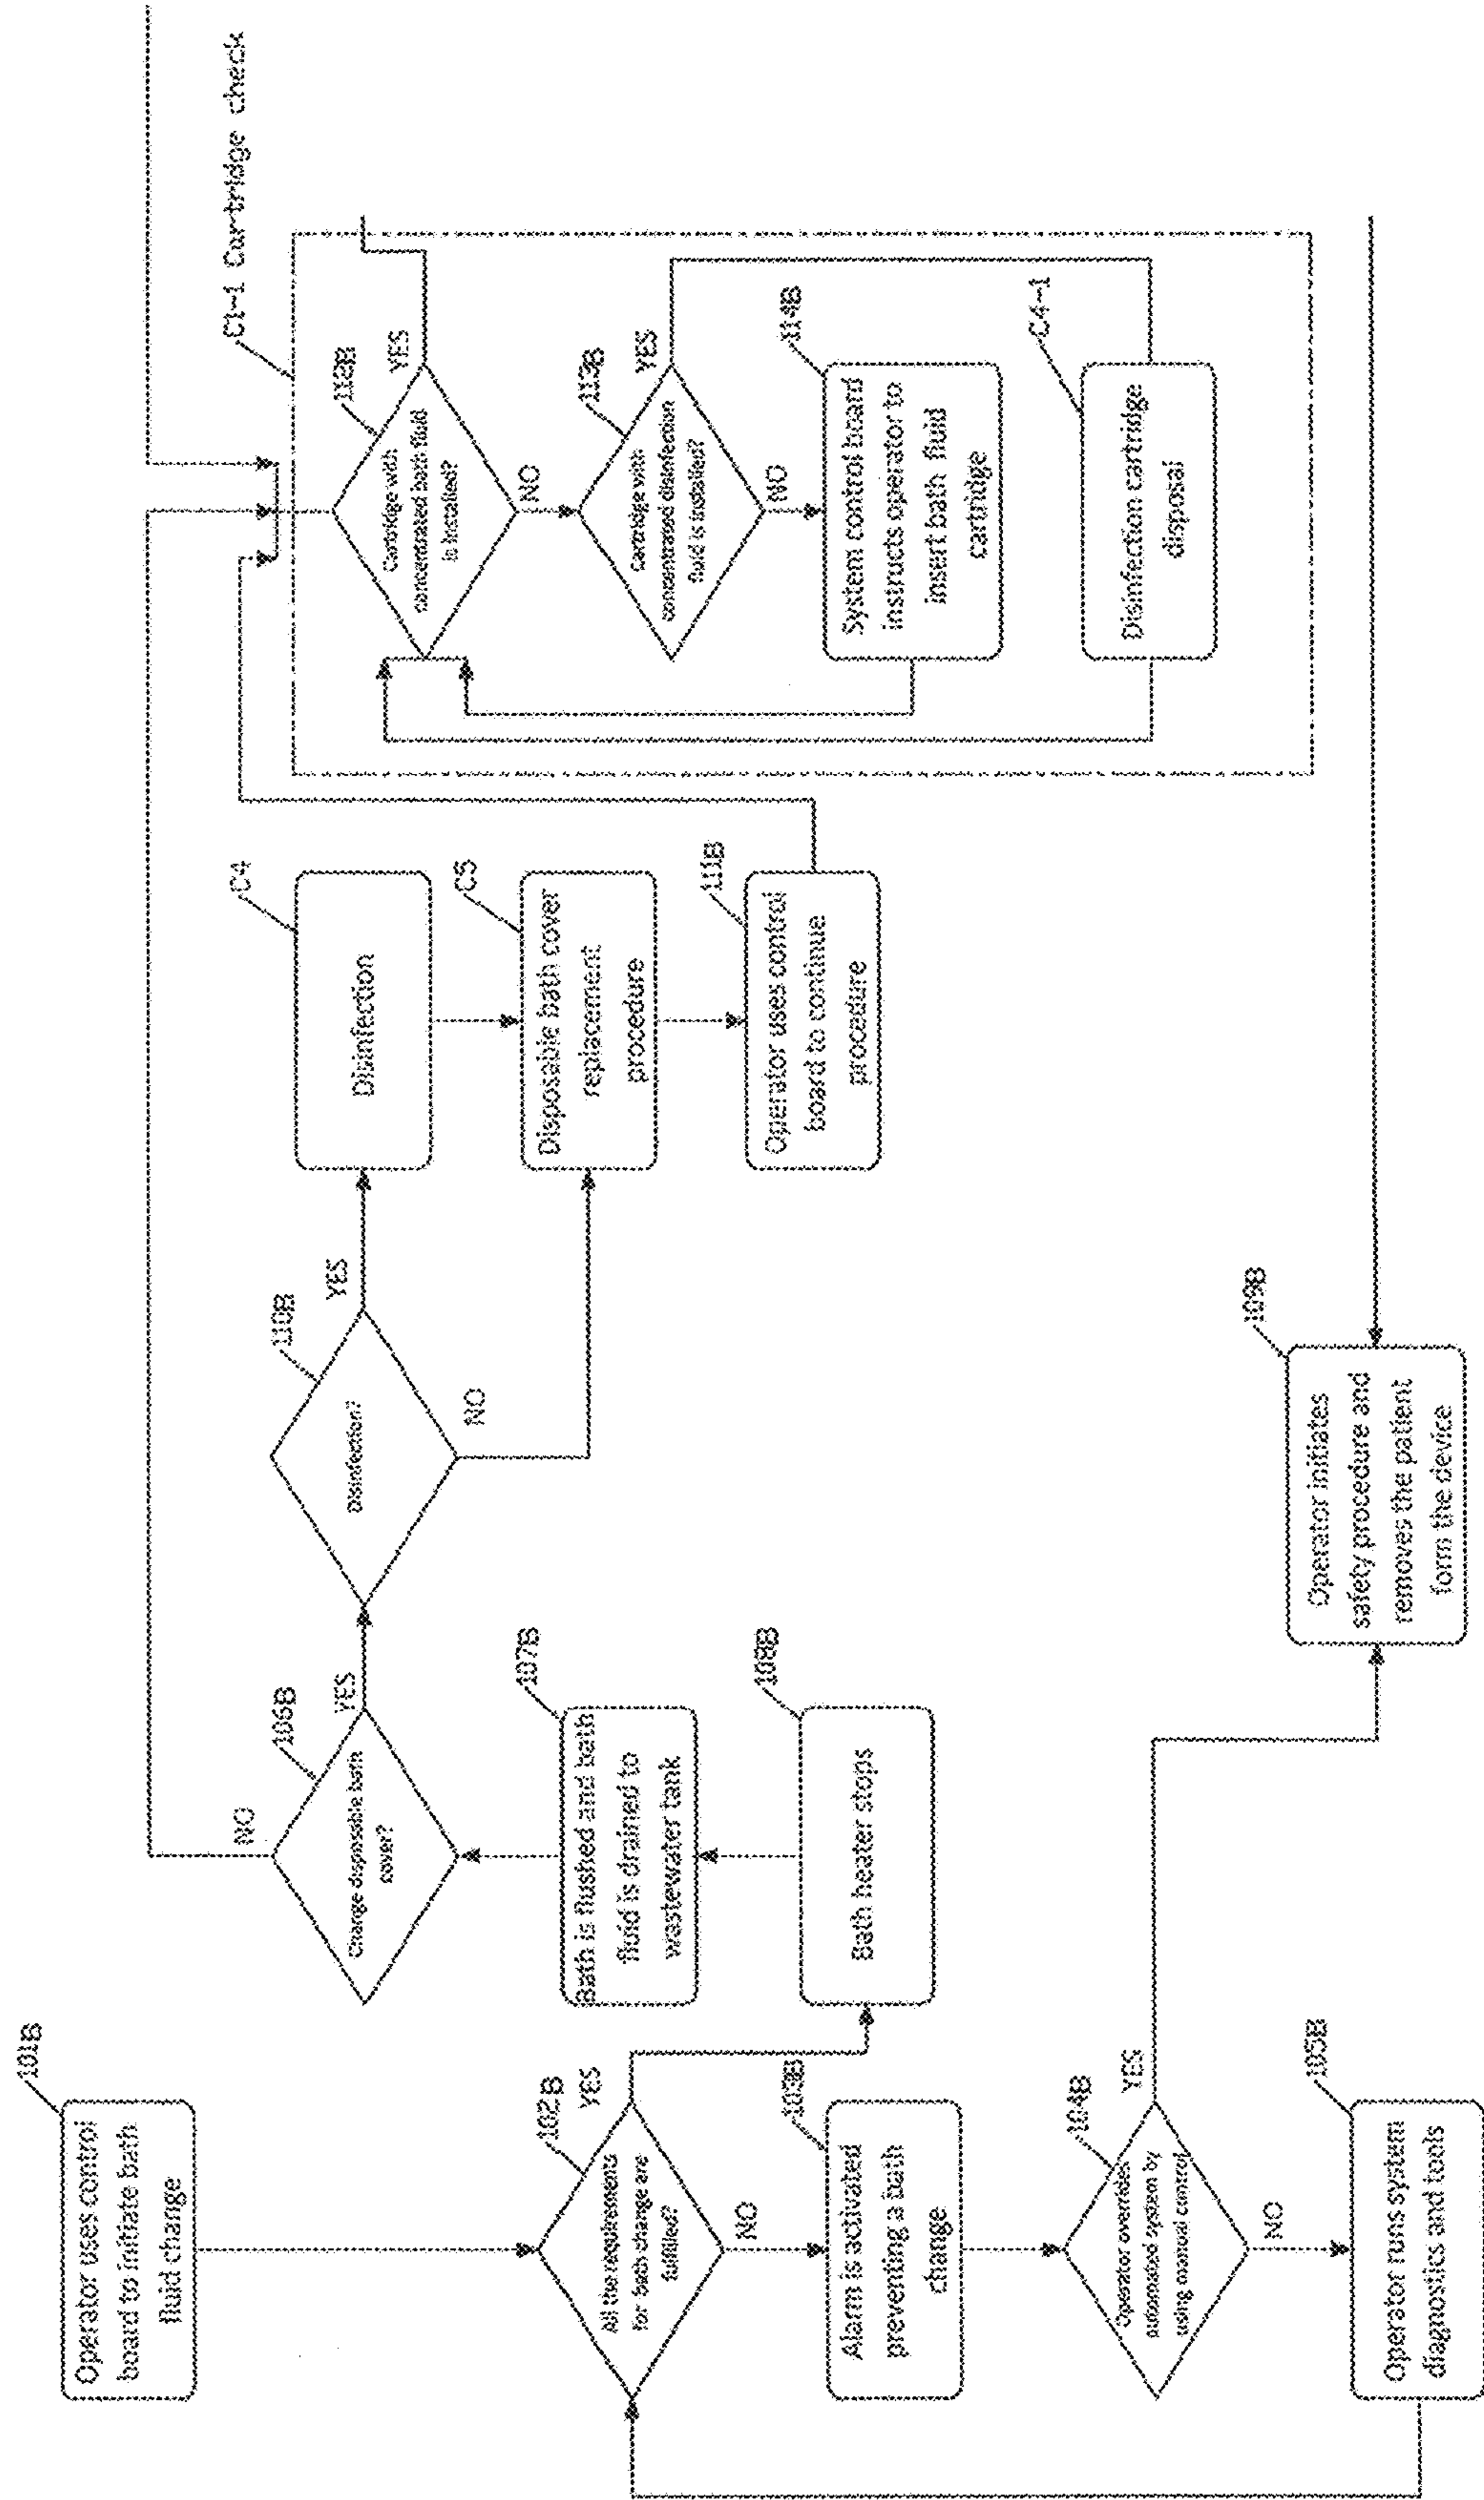 101B
Operator uses control
board to initiate bath
fluid change
102B
All the requirements
for bath change are
fulfilled?
YES
NO
103B
Alarm is activated
preventing a bath
change
104B
Operator overrides
automated system by
using manual control
YES
NO
105B
Operator runs system
diagnostics and tools
106B
Change disposable bath
cover?
NO
YES
107B
Bath is flushed and bath
fluid is drained to
wastewater tank
108B
Bath heater stops
109B
Operator initiates
safety procedure and
removes the patient
form the device
110B
Disinfection?
YES
NO
C4
Disinfection
C5
Disposable bath cover
replacement
procedure
111B
Operator uses control
board to continue
procedure
C1-1 Cartridge check
112B
Cartridge with
concentrated bath fluid
is installed?
YES
NO
113B
Cartridge with
concentrated disinfection
fluid is installed?
YES
NO
114B
System control board
instructs operator to
insert bath fluid
cartridge
C4-1
Disinfection cartridge
disposal